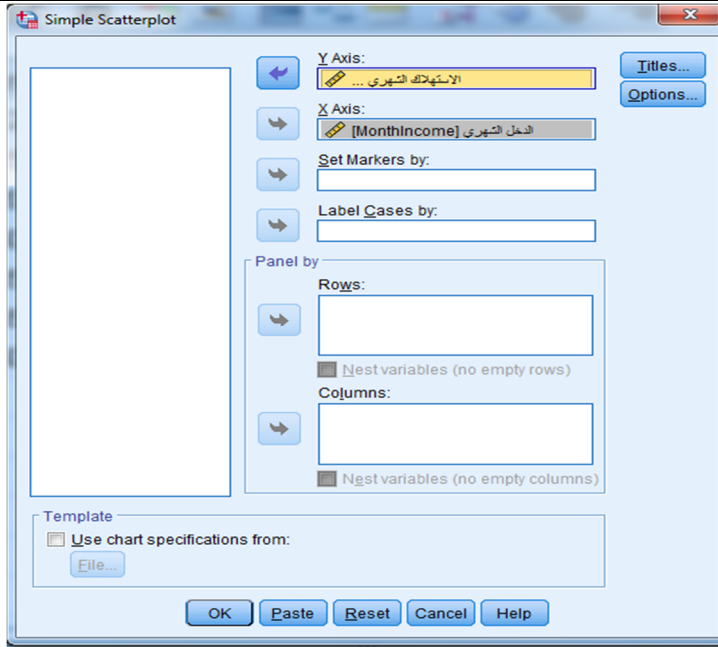 Simple Scatterplot
Y Axis:
الاستهلاك الشهري ...
X Axis:
الدخل الشهري [MonthIncome]
Set Markers by:
Label Cases by:
Panel by
Rows:
Nest variables (no empty rows)
Columns:
Nest variables (no empty columns)
Titles...
Options...
Template
Use chart specifications from:
File...
OK
Paste
Reset
Cancel
Help